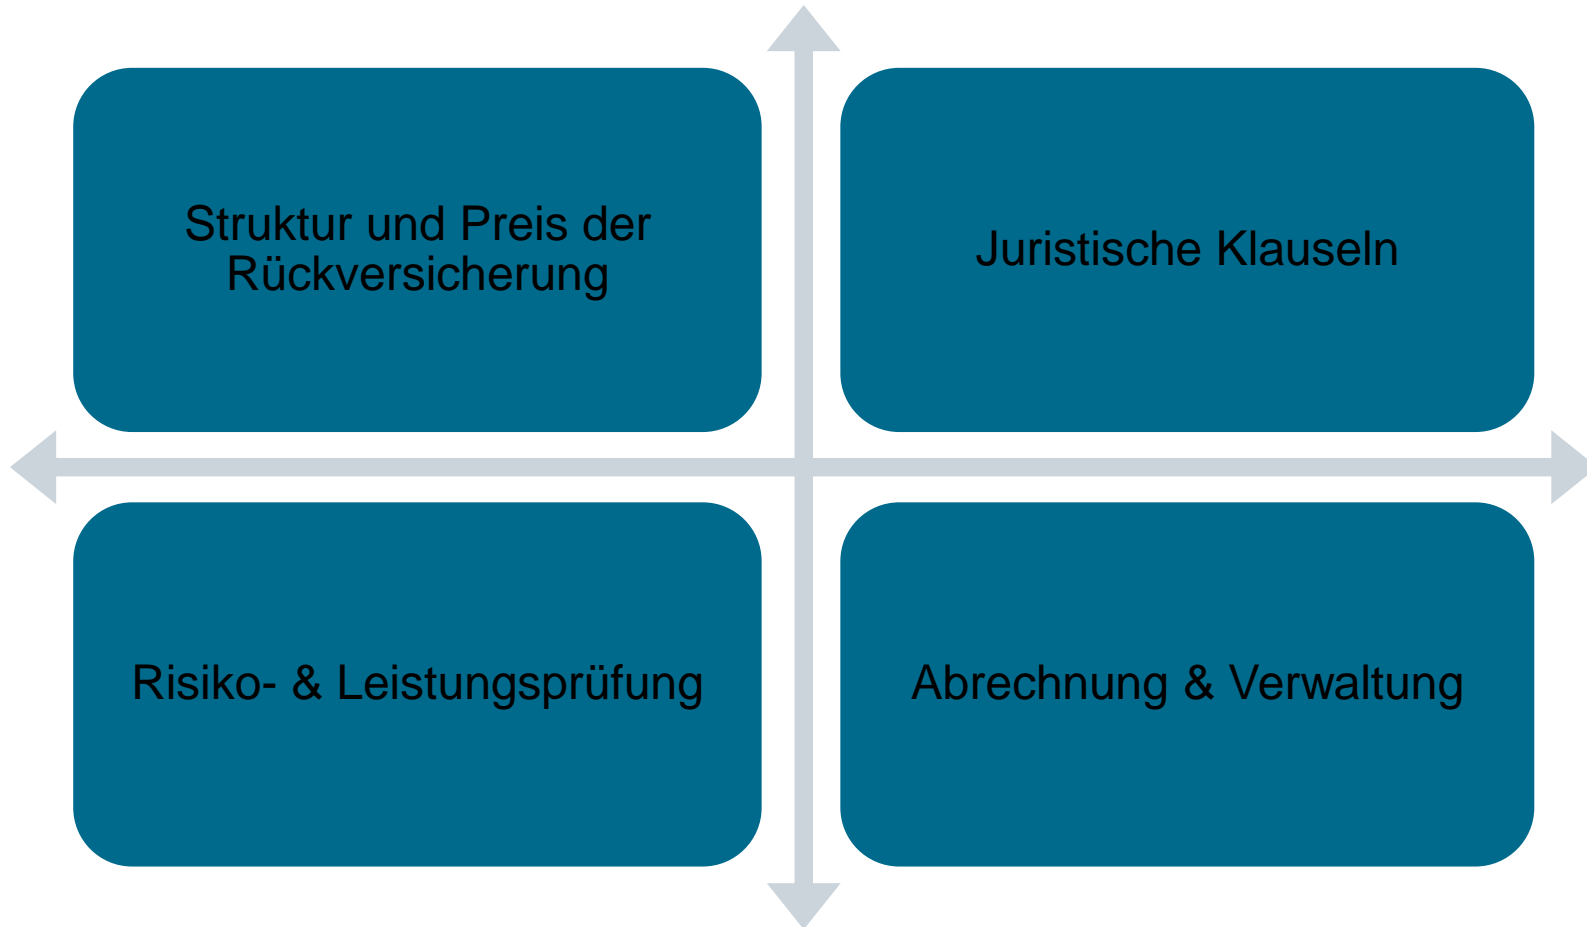 Struktur und Preis der
Rückversicherung
Juristische Klauseln
Risiko- & Leistungsprüfung
Abrechnung & Verwaltung